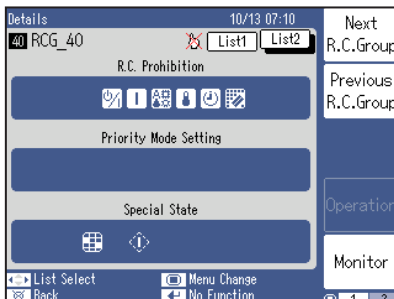 Details 10/13 07:10
40 RCG_40 List1 List2
R.C. Prohibition
Priority Mode Setting
Special State
List Select Menu Change
Back No Function
Next
R.C.Group
Previous
R.C.Group
Operation
Monitor
1 2